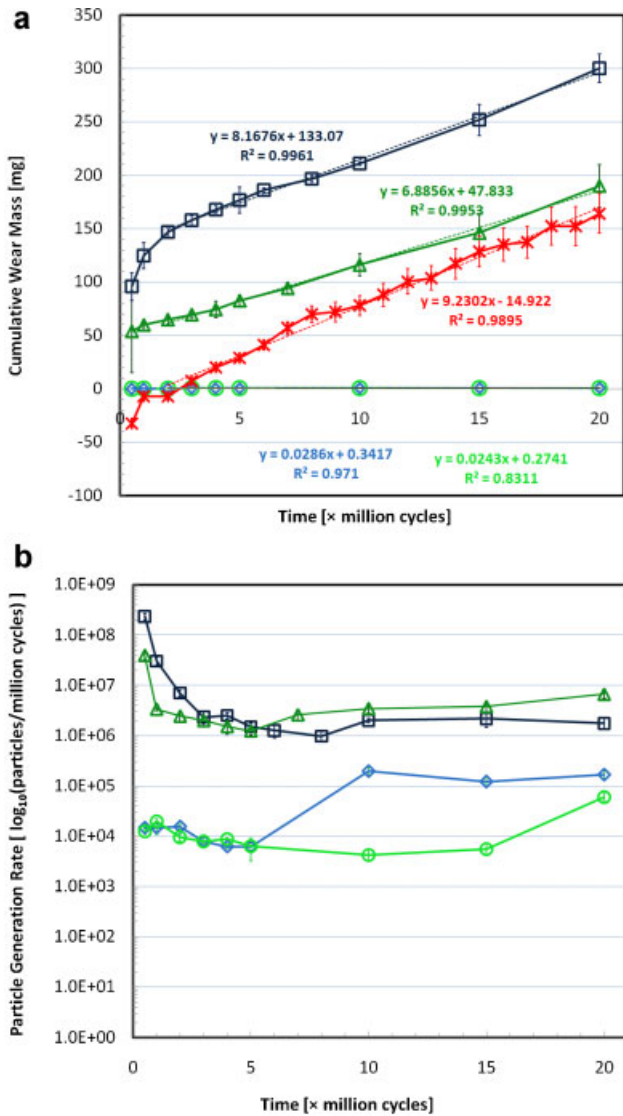 a
350
300
250
200
150
100
50
0
-50
-100
Cumulative Wear Mass [mg]
y = 8.1676x + 133.07
R² = 0.9961
y = 6.8856x + 47.833
R² = 0.9953
y = 9.2302x - 14.922
R² = 0.9895
0 5 10 15 20
y = 0.0286x + 0.3417
R² = 0.971
y = 0.0243x + 0.2741
R² = 0.8311
Time [× million cycles]
b
1.0E+09
1.0E+08
1.0E+07
1.0E+06
1.0E+05
1.0E+04
1.0E+03
1.0E+02
1.0E+01
1.0E+00
Particle Generation Rate [ log₁₀(particles/million cycles) ]
0 5 10 15 20
Time [× million cycles]